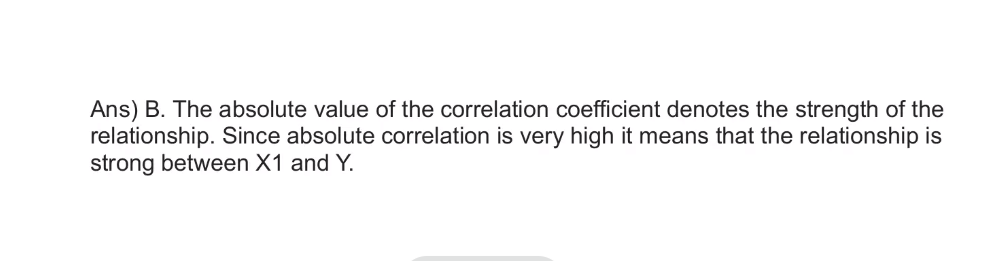 Ans) B. The absolute value of the correlation coefficient denotes the strength of the
relationship. Since absolute correlation is very high it means that the relationship is
strong between X1 and Y.